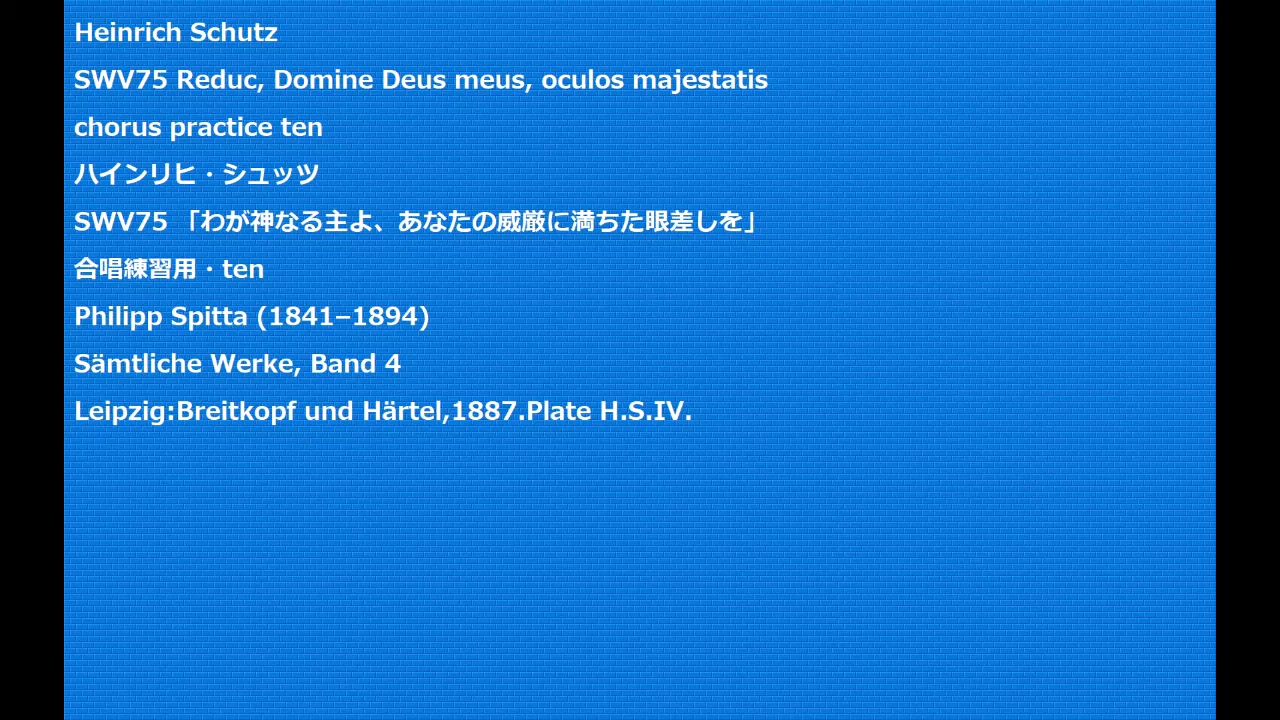 Heinrich Schutz
SWV75 Reduc, Domine Deus meus, oculos majestatis
chorus practice ten
ハインリヒ・シュッツ
SWV75 「わが神なる主よ、あなたの威厳に満ちた眼差しを」
合唱練習用・ten
Philipp Spitta (1841–1894)
Sämtliche Werke, Band 4
Leipzig:Breitkopf und Härtel,1887.Plate H.S.IV.